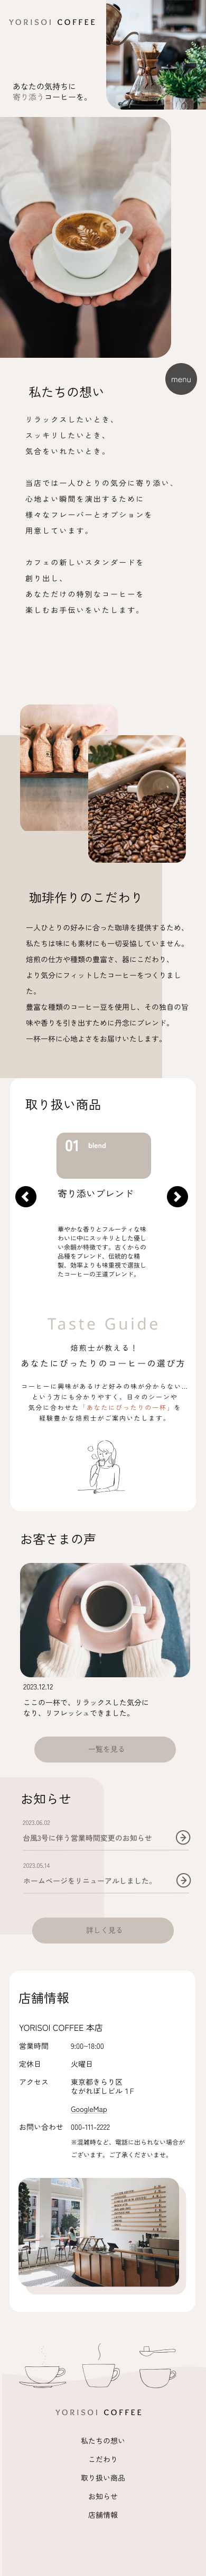 YORISOI COFFEE
あなたの気持ちに
寄り添うコーヒーを。
menu
私たちの想い
リラックスしたいとき、
スッキリしたいとき、
気合をいれたいとき。
当店では一人ひとりの気分に寄り添い、
心地よい瞬間を演出するために
様々なフレーバーとオプションを
用意しています。
カフェの新しいスタンダードを
創り出し、
あなただけの特別なコーヒーを
楽しむお手伝いをいたします。
珈琲作りのこだわり
一人ひとりの好みに合った珈琲を提供するため、
私たちは味にも素材にも一切妥協していません。
焙煎の仕方や種類の豊富さ、器にこだわり、
より気分にフィットしたコーヒーをつくりまし
た。
豊富な種類のコーヒー豆を使用し、その独自の旨
味や香りを引き出すために丹念にブレンド。
一杯一杯に心地よさをお届けいたします。
取り扱い商品
01 blend
寄り添いブレンド
華やかな香りとフルーティな味
わいに中にスッキリとした優し
い余韻が特徴です。古くからの
品種をブレンド、伝統的な精
製、効率よりも味重視で選抜し
たコーヒーの王道ブレンド。
Taste Guide
焙煎士が教える！
あなたにぴったりのコーヒーの選び方
コーヒーに興味があるけど好みの味が分からない…
という方にも分かりやすく、日々のシーンや
気分に合わせた「あなたにぴったりの一杯」を
経験豊かな焙煎士がご案内いたします。
お客さまの声
2023.12.12
ここの一杯で、リラックスした気分に
なり、リフレッシュできました。
一覧を見る
お知らせ
2023.06.02
台風3号に伴う営業時間変更のお知らせ
2023.05.14
ホームページをリニューアルしました。
詳しく見る
店舗情報
YORISOI COFFEE 本店
営業時間 9:00~18:00
定休日 火曜日
アクセス 東京都きらり区
ながれぼしビル１F
GoogleMap
お問い合わせ 000-111-2222
※混雑時など、電話に出られない場合が
ございます。ご了承くださいませ。
YORISOI COFFEE
私たちの想い
こだわり
取り扱い商品
お知らせ
店舗情報